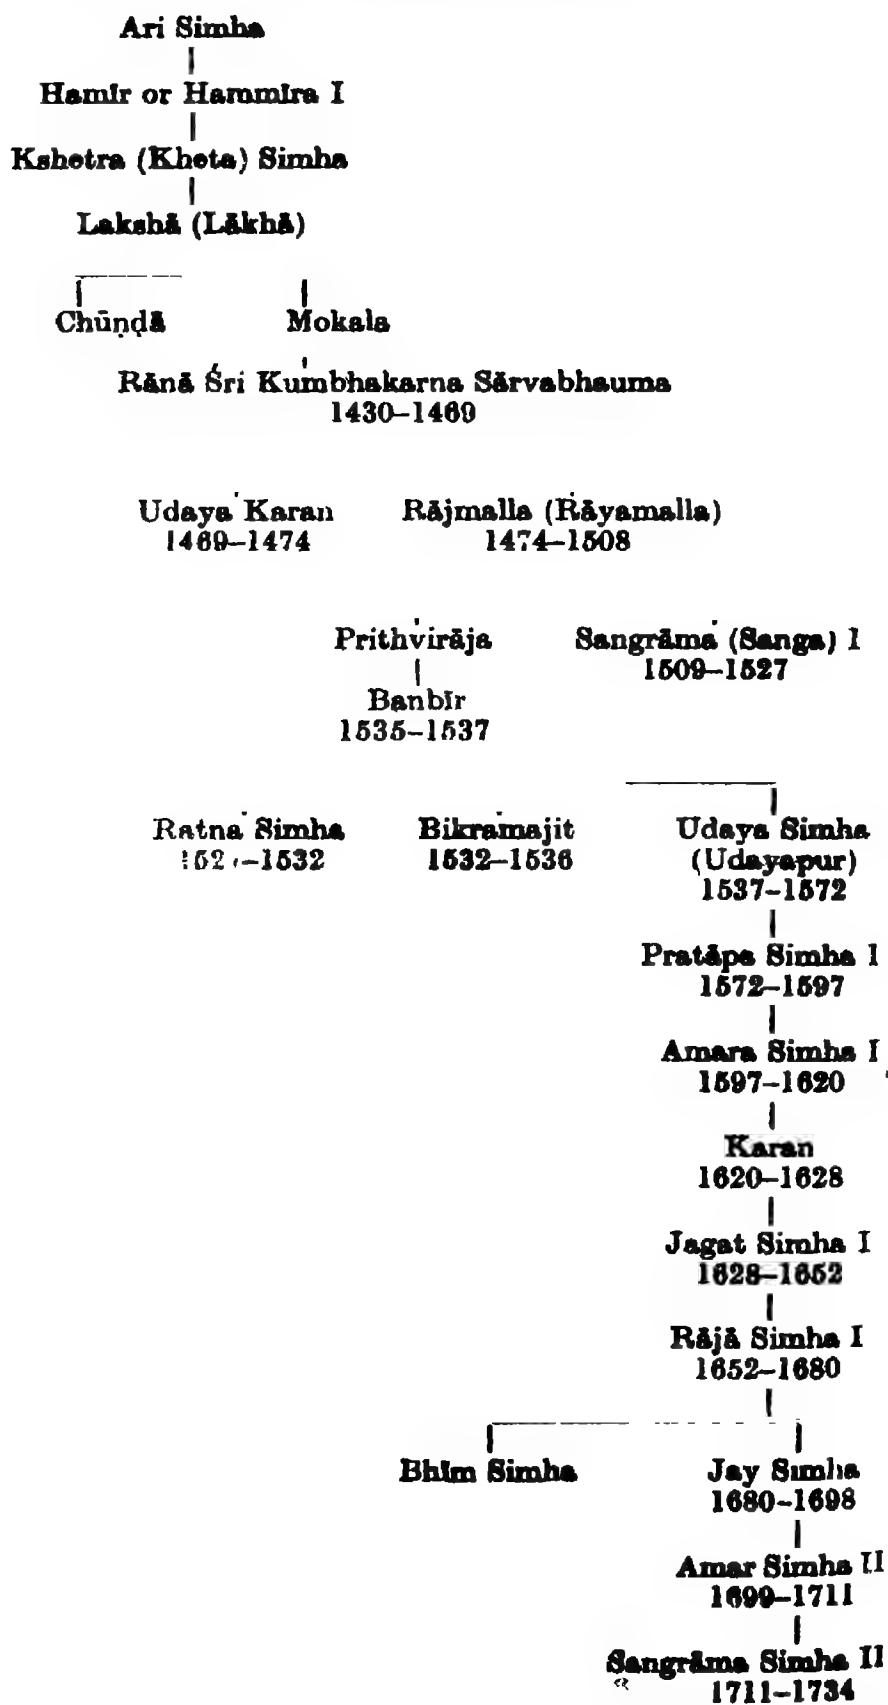 Ari Simha
Hamīr or Hammīra I
Kshetra (Kheta) Simha
Lakshā (Lākhā)
Chūṇḍā Mokala
Rānā Śri Kumbhakarna Sārvabhauma
1430–1469
Udaya Karan Rājmalla (Rāyamalla)
1469–1474 1474–1508
Prithvirāja Sangrāma (Sanga) I
1509–1527
Banbīr
1535–1537
Ratna Simha Bikramajit Udaya Simha
–1532 1532–1536 (Udayapur)
1537–1572
Pratāpa Simha I
1572–1597
Amara Simha I
1597–1620
Karan
1620–1628
Jagat Simha I
1628–1652
Rājā Simha I
1652–1680
Bhīm Simha Jay Simha
1680–1698
Amar Simha II
1699–1711
Sangrāma Simha II
1711–1734